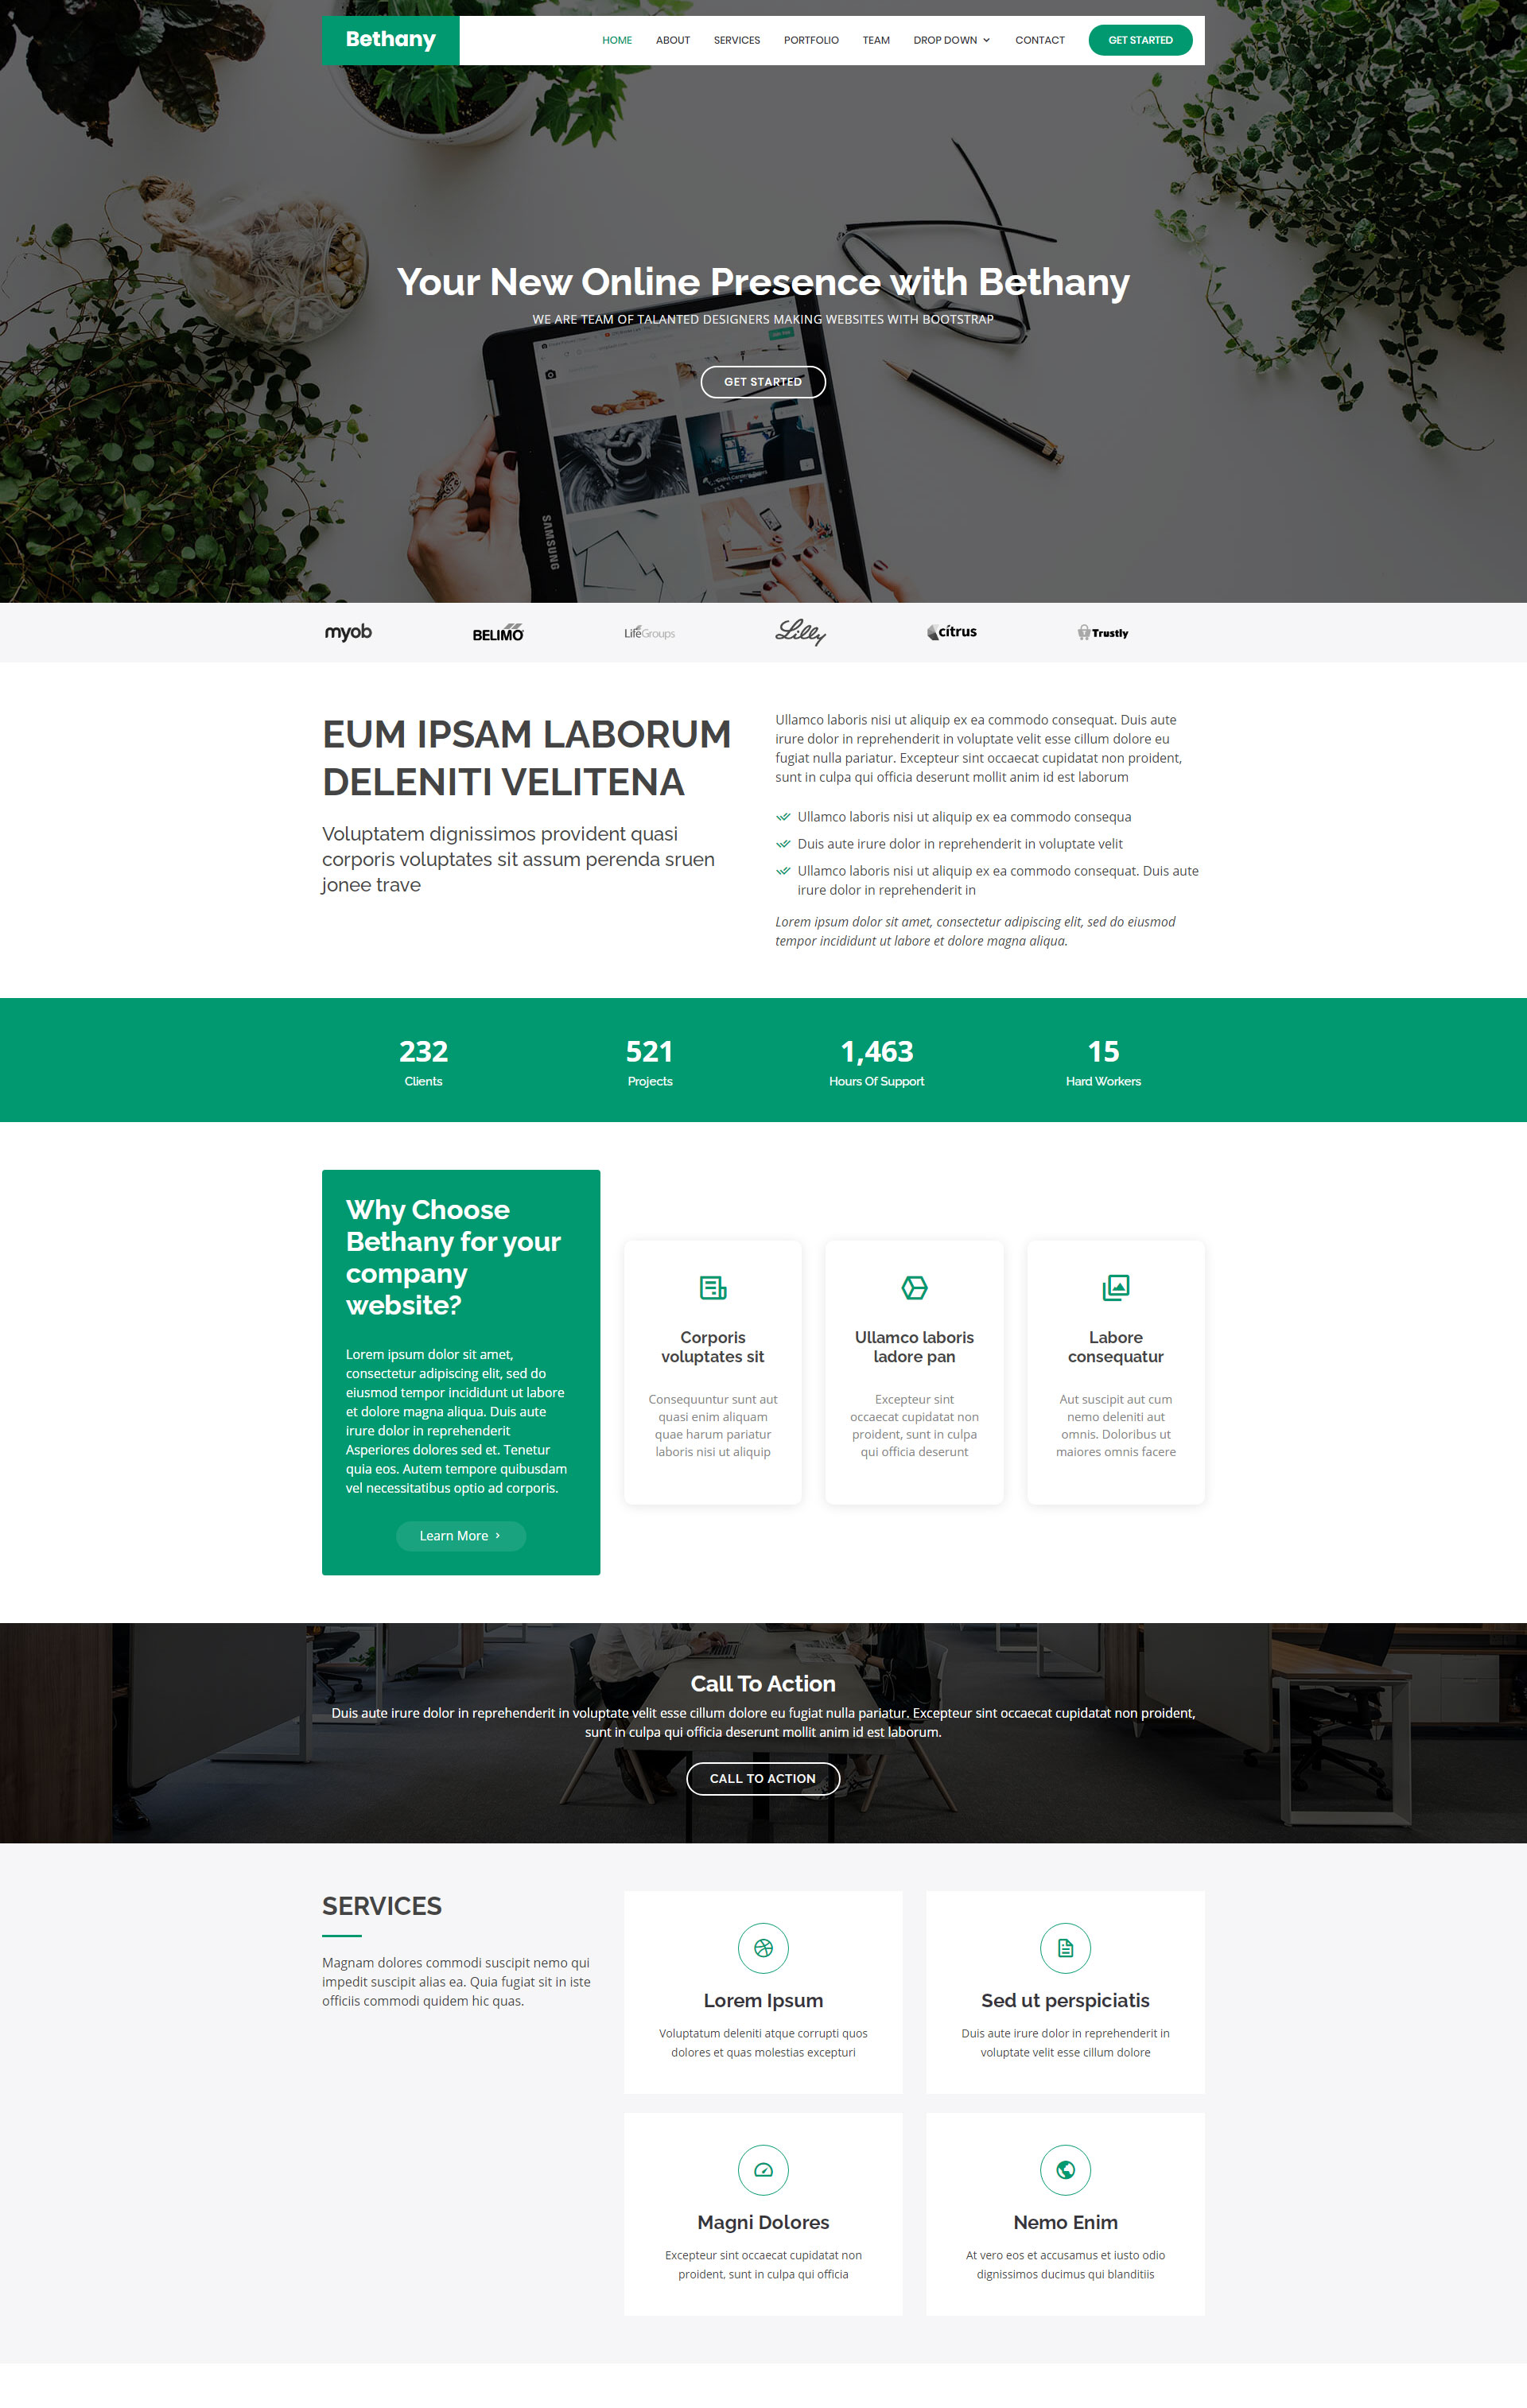 Bethany
HOME ABOUT SERVICES PORTFOLIO TEAM DROP DOWN CONTACT GET STARTED
Your New Online Presence with Bethany
WE ARE TEAM OF TALANTED DESIGNERS MAKING WEBSITES WITH BOOTSTRAP
GET STARTED
SAMSUNG
myob BELIMO LifeGroups Lilly citrus Trustly
EUM IPSAM LABORUM
DELENITI VELITENA
Voluptatem dignissimos provident quasi
corporis voluptates sit assum perenda sruen
jonee trave
Ullamco laboris nisi ut aliquip ex ea commodo consequat. Duis aute
irure dolor in reprehenderit in voluptate velit esse cillum dolore eu
fugiat nulla pariatur. Excepteur sint occaecat cupidatat non proident,
sunt in culpa qui officia deserunt mollit anim id est laborum
Ullamco laboris nisi ut aliquip ex ea commodo consequa
Duis aute irure dolor in reprehenderit in voluptate velit
Ullamco laboris nisi ut aliquip ex ea commodo consequat. Duis aute
irure dolor in reprehenderit in
Lorem ipsum dolor sit amet, consectetur adipiscing elit, sed do eiusmod
tempor incididunt ut labore et dolore magna aliqua.
232 521 1,463 15
Clients Projects Hours Of Support Hard Workers
Why Choose
Bethany for your
company
website?
Lorem ipsum dolor sit amet,
consectetur adipiscing elit, sed do
eiusmod tempor incididunt ut labore
et dolore magna aliqua. Duis aute
irure dolor in reprehenderit
Asperiores dolores sed et. Tenetur
quia eos. Autem tempore quibusdam
vel necessitatibus optio ad corporis.
Learn More
Corporis
voluptates sit
Consequuntur sunt aut
quasi enim aliquam
quae harum pariatur
laboris nisi ut aliquip
Ullamco laboris
ladore pan
Excepteur sint
occaecat cupidatat non
proident, sunt in culpa
qui officia deserunt
Labore
consequatur
Aut suscipit aut cum
nemo deleniti aut
omnis. Doloribus ut
maiores omnis facere
Call To Action
Duis aute irure dolor in reprehenderit in voluptate velit esse cillum dolore eu fugiat nulla pariatur. Excepteur sint occaecat cupidatat non proident,
sunt in culpa qui officia deserunt mollit anim id est laborum.
CALL TO ACTION
SERVICES
Magnam dolores commodi suscipit nemo qui
impedit suscipit alias ea. Quia fugiat sit in iste
officiis commodi quidem hic quas.
Lorem Ipsum
Voluptatum deleniti atque corrupti quos
dolores et quas molestias excepturi
Sed ut perspiciatis
Duis aute irure dolor in reprehenderit in
voluptate velit esse cillum dolore
Magni Dolores
Excepteur sint occaecat cupidatat non
proident, sunt in culpa qui officia
Nemo Enim
At vero eos et accusamus et iusto odio
dignissimos ducimus qui blanditiis